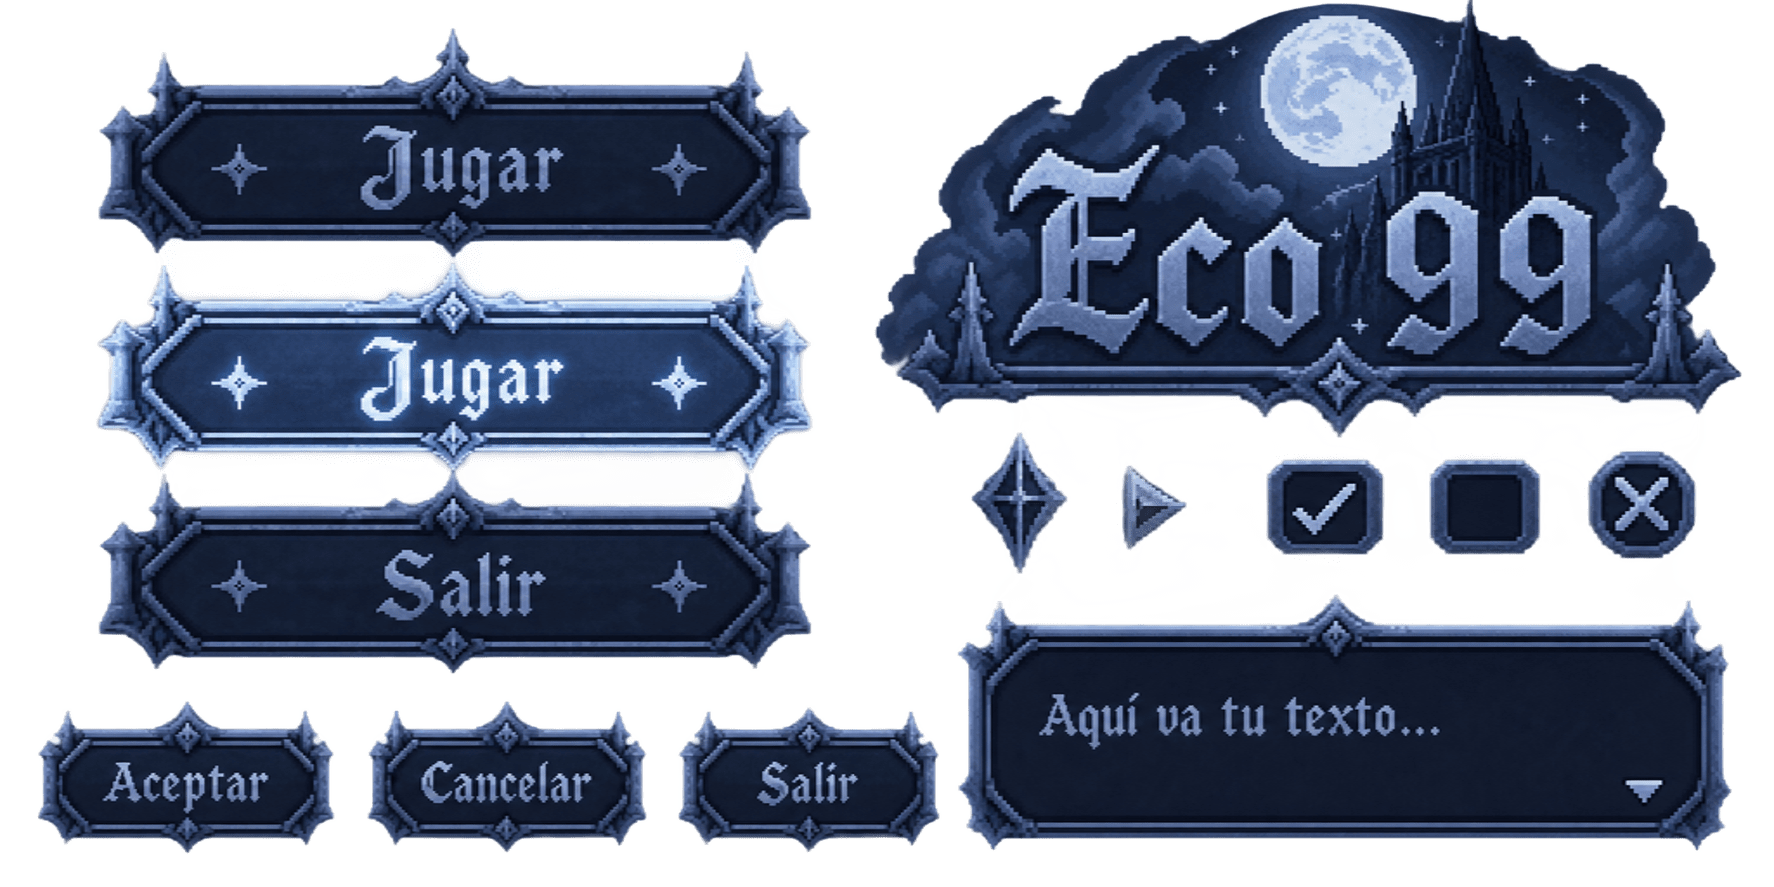 Jugar
Jugar
Salir
Aceptar
Cancelar
Salir
Eco 99
Aquí va tu texto...